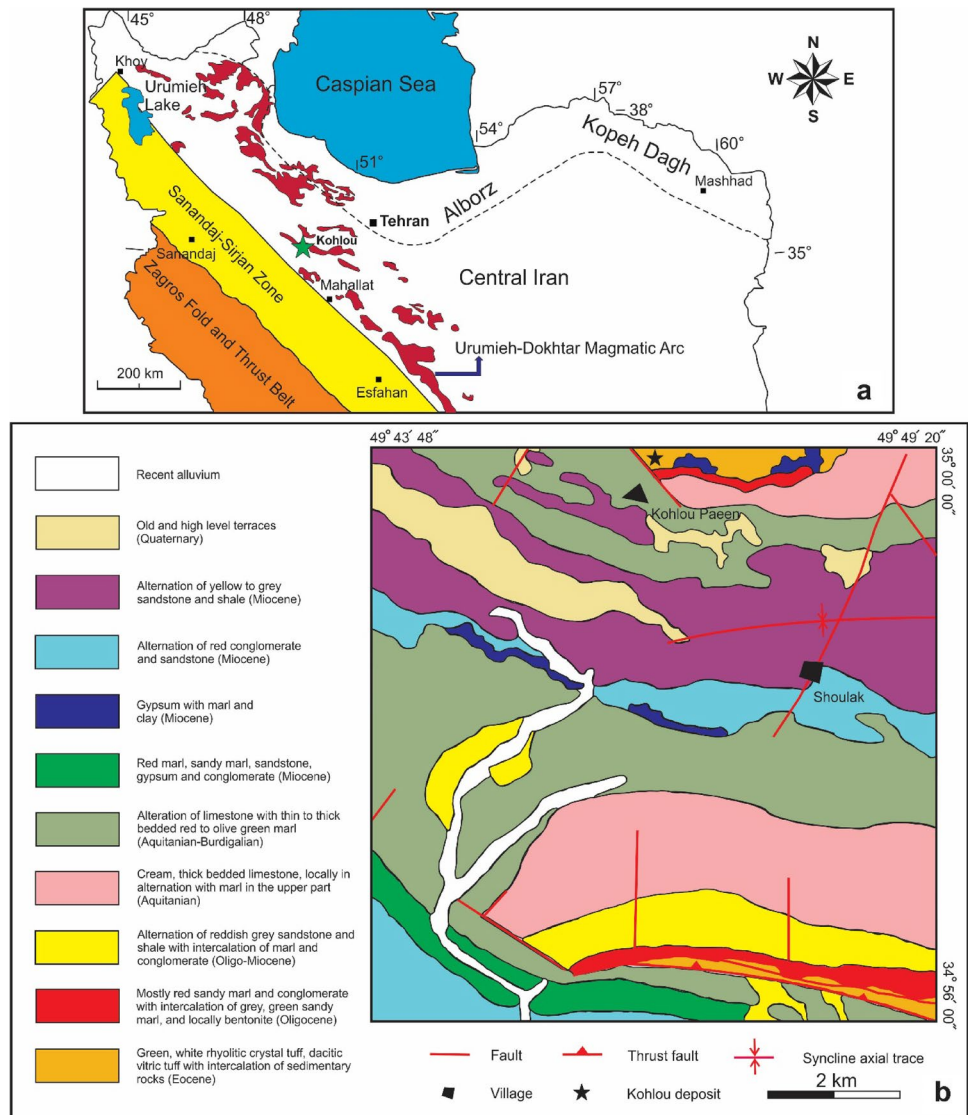 45°
48°
N
W
E
S
Khoy
Urumieh
Lake
Caspian Sea
57°
38°
54°
60°
51°
Kopeh Dagh
Mashhad
Alborz
Tehran
Sanandaj-Sirjan Zone
Kohlou
Sanandaj
35°
Central Iran
Mahallat
Zagros Fold and Thrust Belt
Urumieh-Dokhtar Magmatic Arc
200 km
Esfahan
a
49° 43′ 48″
49° 49′ 20″
35° 00′ 00″
Recent alluvium
Old and high level terraces
(Quaternary)
Alternation of yellow to grey
sandstone and shale (Miocene)
Alternation of red conglomerate
and sandstone (Miocene)
Gypsum with marl and
clay (Miocene)
Red marl, sandy marl, sandstone,
gypsum and conglomerate (Miocene)
Alteration of limestone with thin to thick
bedded red to olive green marl
(Aquitanian-Burdigalian)
Cream, thick bedded limestone, locally in
alternation with marl in the upper part
(Aquitanian)
Alternation of reddish grey sandstone and
shale with intercalation of marl and
conglomerate (Oligo-Miocene)
Mostly red sandy marl and conglomerate
with intercalation of grey, green sandy
marl, and locally bentonite (Oligocene)
Green, white rhyolitic crystal tuff, dacitic
vitric tuff with intercalation of sedimentary
rocks (Eocene)
Kohlou Paeen
Shoulak
34° 56′ 00″
Fault
Thrust fault
Syncline axial trace
Village
Kohlou deposit
2 km
b